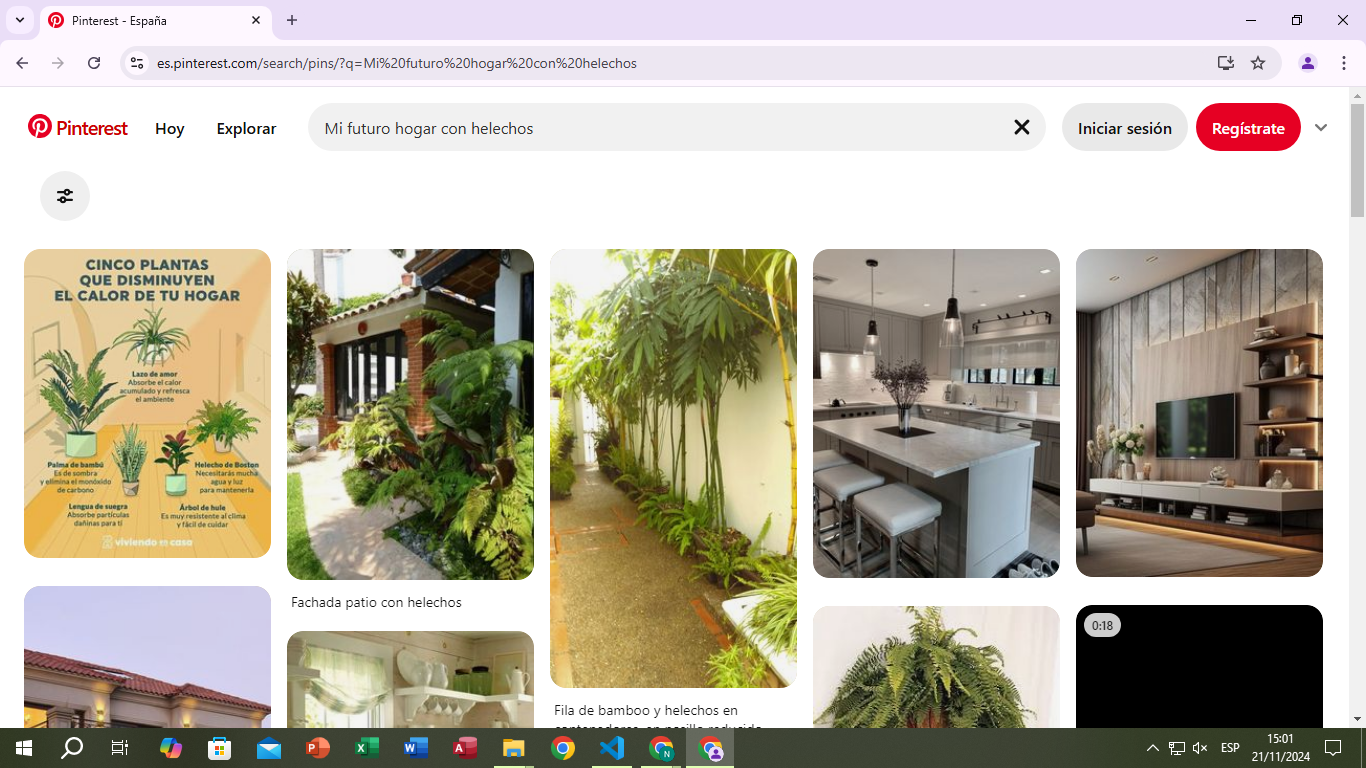 Pinterest - España
es.pinterest.com/search/pins/?q=Mi%20futuro%20hogar%20con%20helechos
Pinterest
Hoy
Explorar
Mi futuro hogar con helechos
Iniciar sesión
Regístrate
CINCO PLANTAS
QUE DISMINUYEN
EL CALOR DE TU HOGAR
Lazo de amor
Absorbe el calor
acumulado y refresca
el ambiente
Palma de bambú
Es de sombra
y elimina el monóxido
de carbono
Helecho de Boston
Necesitarás mucha
agua y luz
para mantenerla
Lengua de suegra
Absorbe partículas
dañinas para ti
Árbol de hule
Es muy resistente al clima
y fácil de cuidar
viviendo en casa
Fachada patio con helechos
0:18
Fila de bamboo y helechos en
contenedores, en pasillo reducido
N
ESP
15:01
21/11/2024